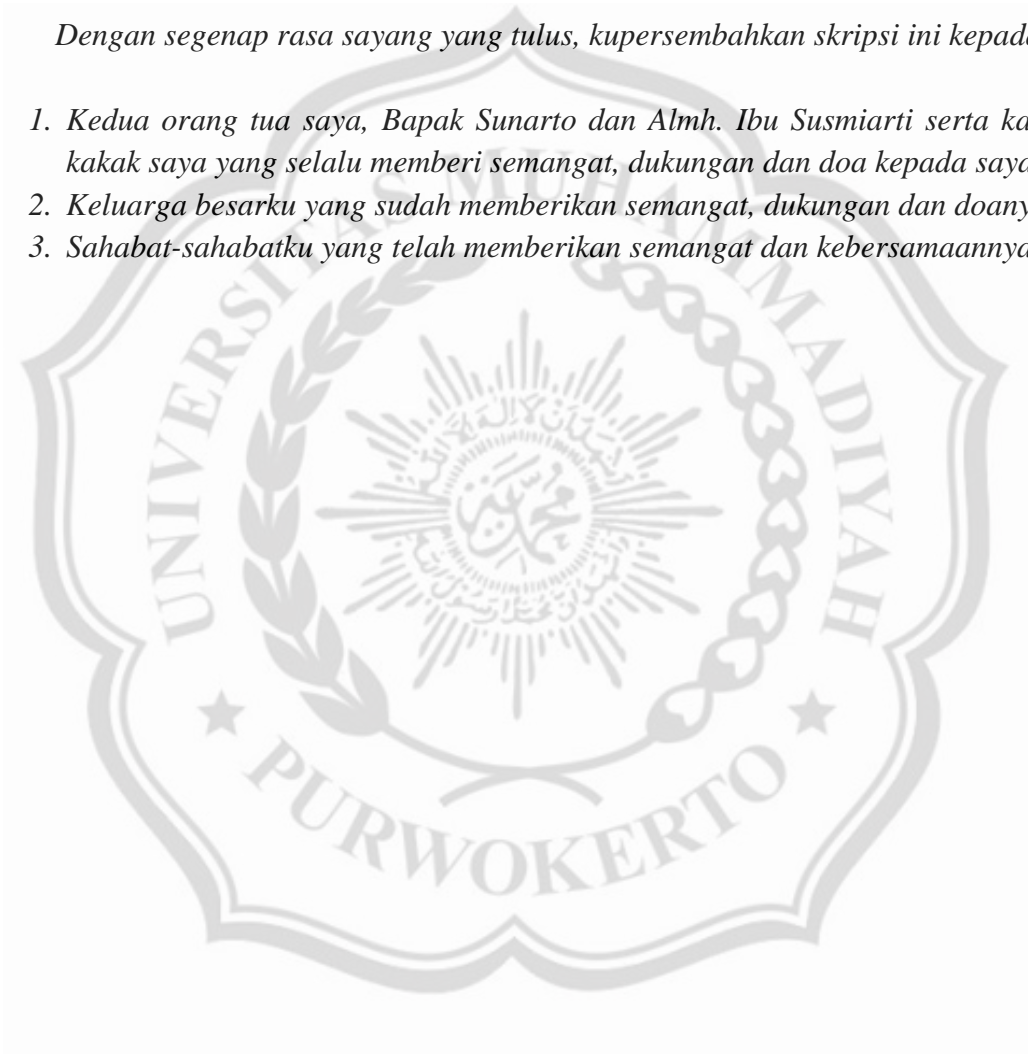 Dengan segenap rasa sayang yang tulus, kupersembahkan skripsi ini kepada
1. Kedua orang tua saya, Bapak Sunarto dan Almh. Ibu Susmiarti serta ka
kakak saya yang selalu memberi semangat, dukungan dan doa kepada saya
2. Keluarga besarku yang sudah memberikan semangat, dukungan dan doany
3. Sahabat-sahabatku yang telah memberikan semangat dan kebersamaannya
UNIVERSITAS MUHAMMADIYAH
PURWOKERTO